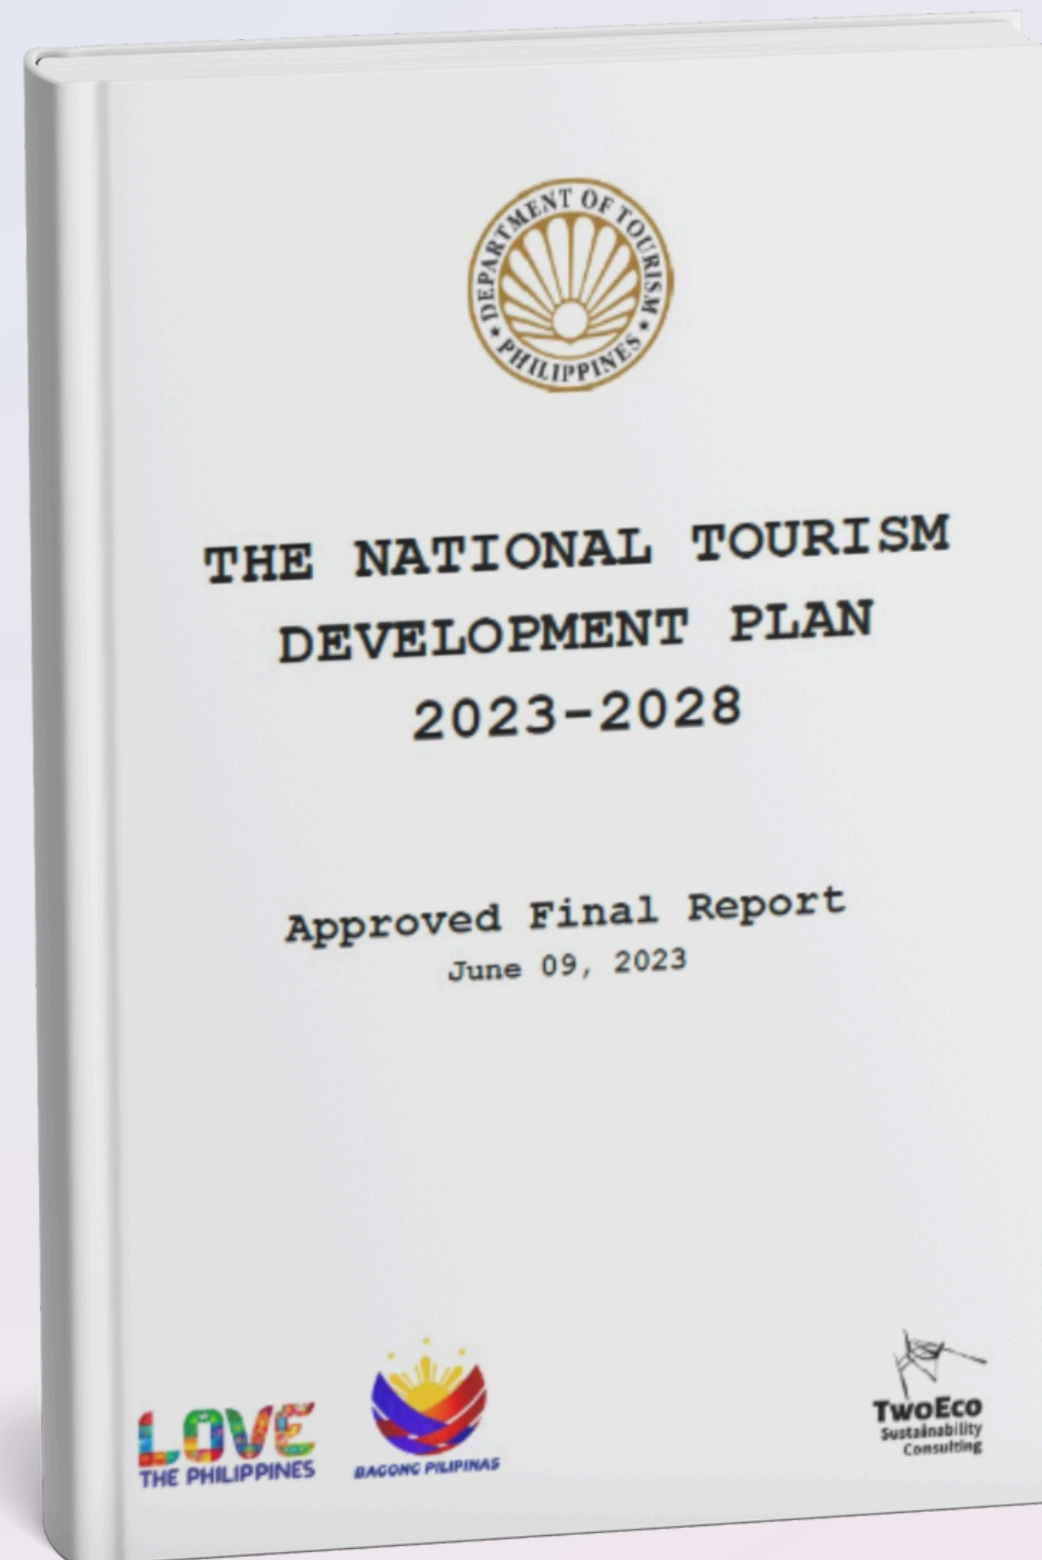 DEPARTMENT OF TOURISM
PHILIPPINES
THE NATIONAL TOURISM
DEVELOPMENT PLAN
2023-2028
Approved Final Report
June 09, 2023
LOVE
THE PHILIPPINES
BAGONG PILIPINAS
TwoEco
Sustainability
Consulting